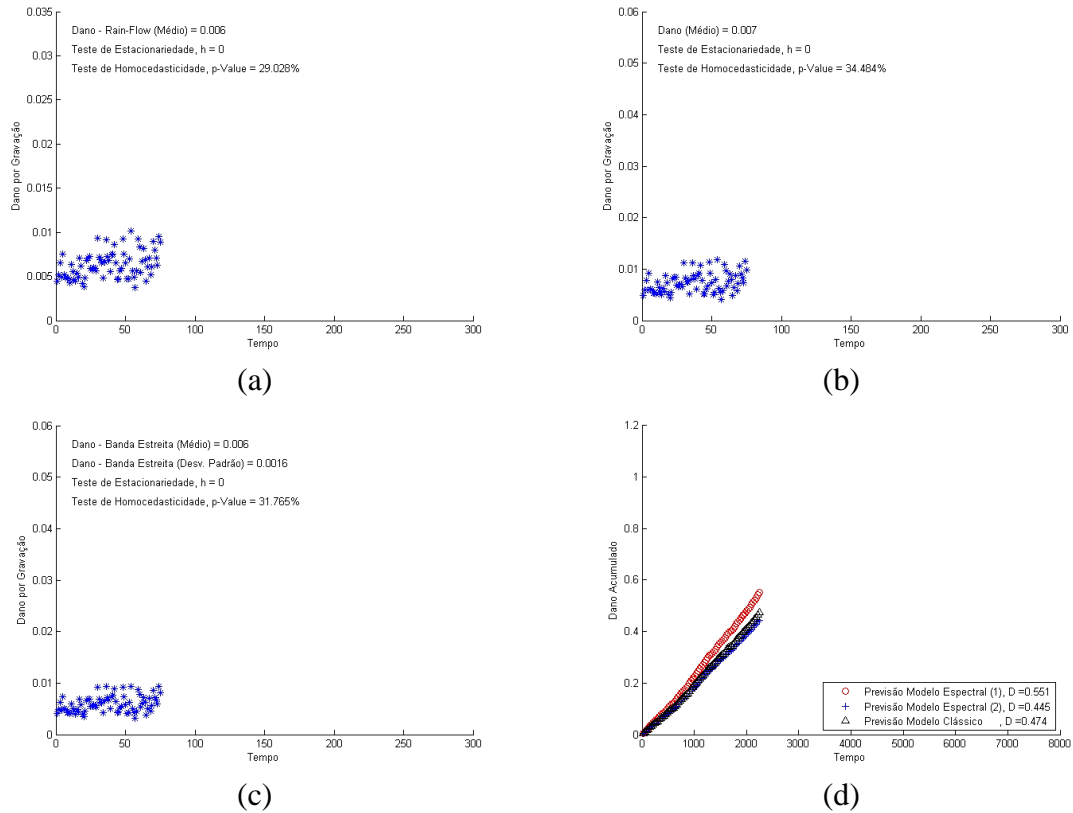 0.035
0.03
0.025
0.02
0.015
0.01
0.005
0
Dano por Gravação
Dano - Rain-Flow (Médio) = 0.006
Teste de Estacionariedade, h = 0
Teste de Homocedasticidade, p-Value = 29.028%
0 50 100 150 200 250 300
Tempo
(a)
0.06
0.05
0.04
0.03
0.02
0.01
0
Dano por Gravação
Dano (Médio) = 0.007
Teste de Estacionariedade, h = 0
Teste de Homocedasticidade, p-Value = 34.484%
0 50 100 150 200 250 300
Tempo
(b)
0.06
0.05
0.04
0.03
0.02
0.01
0
Dano por Gravação
Dano - Banda Estreita (Médio) = 0.006
Dano - Banda Estreita (Desv. Padrão) = 0.0016
Teste de Estacionariedade, h = 0
Teste de Homocedasticidade, p-Value = 31.765%
0 50 100 150 200 250 300
Tempo
(c)
1.2
1
0.8
0.6
0.4
0.2
0
Dano Acumulado
Previsão Modelo Espectral (1), D =0.551
Previsão Modelo Espectral (2), D =0.445
Previsão Modelo Clássico , D =0.474
0 1000 2000 3000 4000 5000 6000 7000 8000
Tempo
(d)